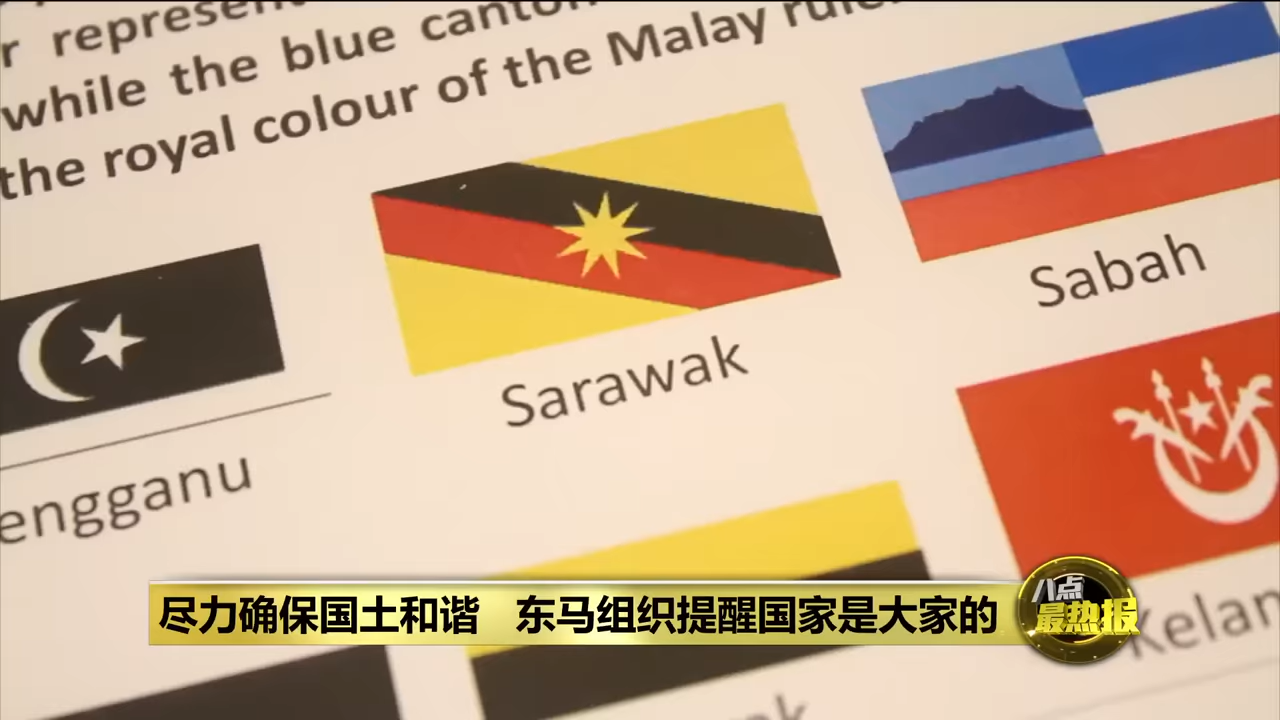 r represent
while the blue canton
the royal colour of the Malay rule
Sabah
Sarawak
engganu
尽力确保国土和谐 东马组织提醒国家是大家的
八点
最热报
Kelan